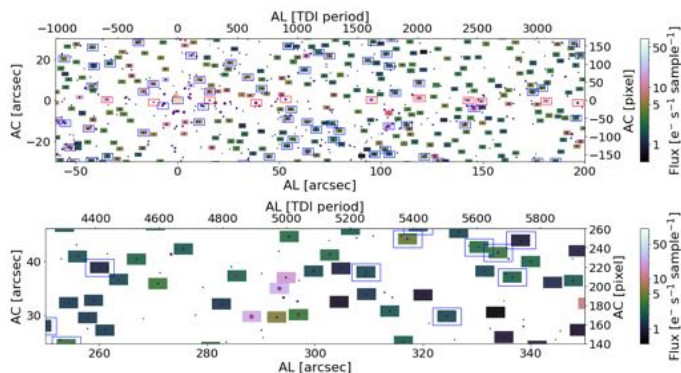 AL [TDI period]
−1000 −500 0 500 1000 1500 2000 2500 3000
AC [arcsec]
20
0
−20
150
100
50
0
−50
−100
−150
AC [pixel]
50
10
5
1
Flux [e⁻ s⁻¹ sample⁻¹]
−50 0 50 100 150 200
AL [arcsec]
AL [TDI period]
4400 4600 4800 5000 5200 5400 5600 5800
AC [arcsec]
40
30
260
240
220
200
180
160
140
AC [pixel]
50
10
5
1
Flux [e⁻ s⁻¹ sample⁻¹]
260 280 300 320 340
AL [arcsec]